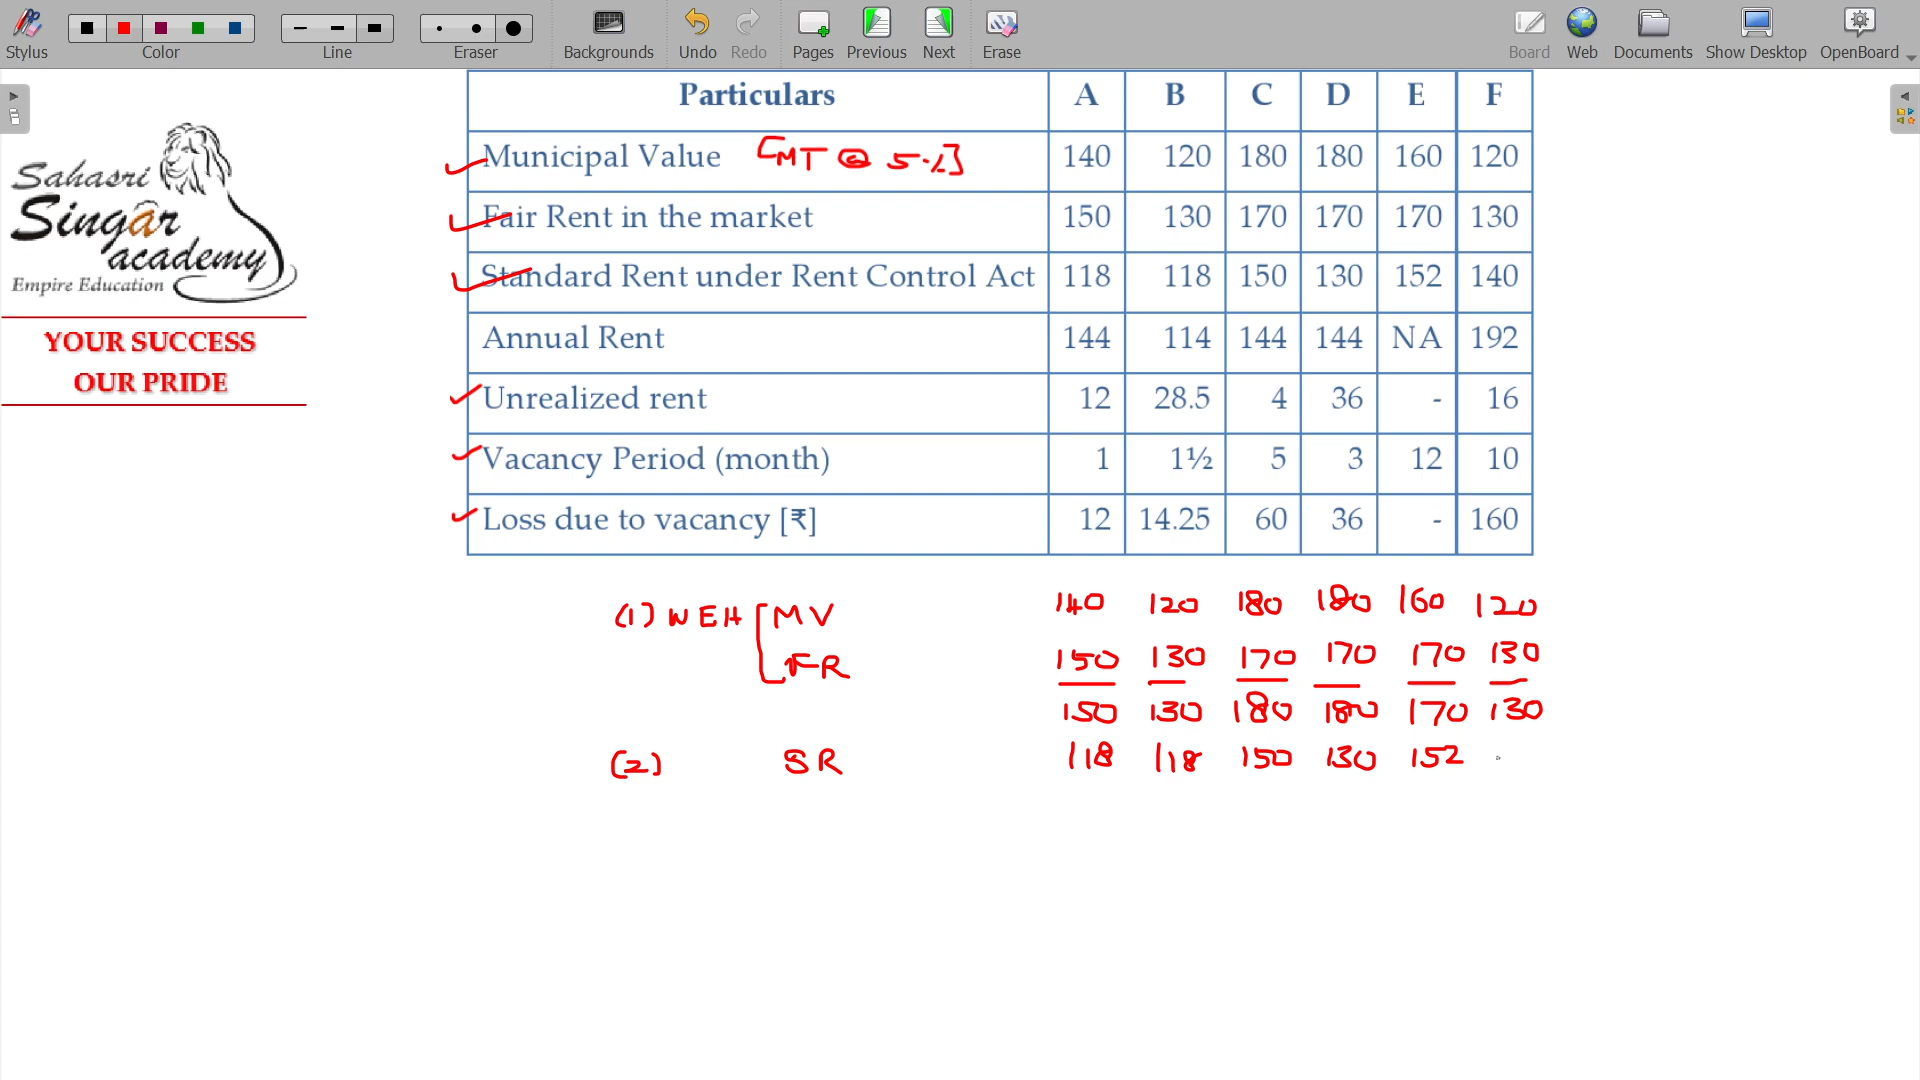 Stylus Color Line Eraser Backgrounds Undo Redo Pages Previous Next Erase Board Web Documents Show Desktop OpenBoard
Sahasri
Singar
academy
Empire Education
YOUR SUCCESS
OUR PRIDE
Particulars A B C D E F
Municipal Value [MT @ 5%] 140 120 180 180 160 120
Fair Rent in the market 150 130 170 170 170 130
Standard Rent under Rent Control Act 118 118 150 130 152 140
Annual Rent 144 114 144 144 NA 192
Unrealized rent 12 28.5 4 36 - 16
Vacancy Period (month) 1 1½ 5 3 12 10
Loss due to vacancy [₹] 12 14.25 60 36 - 160
(1) WEH [ MV 140 120 180 180 160 120
FR 150 130 170 170 170 130
150 130 180 180 170 130
(2) SR 118 118 150 130 152